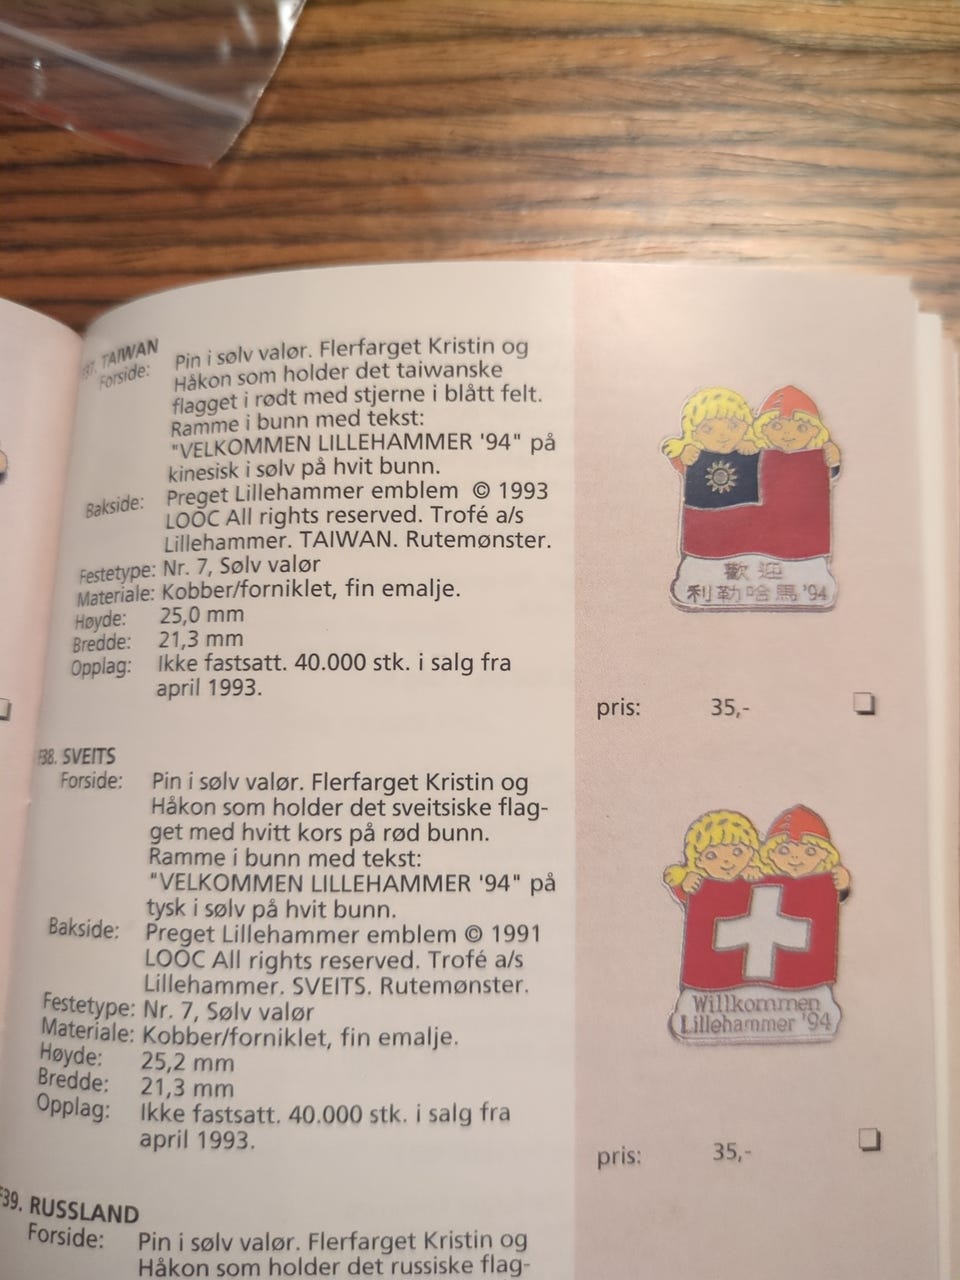 F37. TAIWAN
Forside: Pin i sølv valør. Flerfarget Kristin og
Håkon som holder det taiwanske
flagget i rødt med stjerne i blått felt.
Ramme i bunn med tekst:
"VELKOMMEN LILLEHAMMER '94" på
kinesisk i sølv på hvit bunn.
Bakside: Preget Lillehammer emblem © 1993
LOOC All rights reserved. Trofé a/s
Lillehammer. TAIWAN. Rutemønster.
Festetype: Nr. 7, Sølv valør
Materiale: Kobber/forniklet, fin emalje.
Høyde: 25,0 mm
Bredde: 21,3 mm
Opplag: Ikke fastsatt. 40.000 stk. i salg fra
april 1993.
歡迎
利勒哈馬 '94
pris: 35,-
F38. SVEITS
Forside: Pin i sølv valør. Flerfarget Kristin og
Håkon som holder det sveitsiske flag-
get med hvitt kors på rød bunn.
Ramme i bunn med tekst:
"VELKOMMEN LILLEHAMMER '94" på
tysk i sølv på hvit bunn.
Bakside: Preget Lillehammer emblem © 1991
LOOC All rights reserved. Trofé a/s
Lillehammer. SVEITS. Rutemønster.
Festetype: Nr. 7, Sølv valør
Materiale: Kobber/forniklet, fin emalje.
Høyde: 25,2 mm
Bredde: 21,3 mm
Opplag: Ikke fastsatt. 40.000 stk. i salg fra
april 1993.
Willkommen
Lillehammer '94
pris: 35,-
F39. RUSSLAND
Forside: Pin i sølv valør. Flerfarget Kristin og
Håkon som holder det russiske flag-